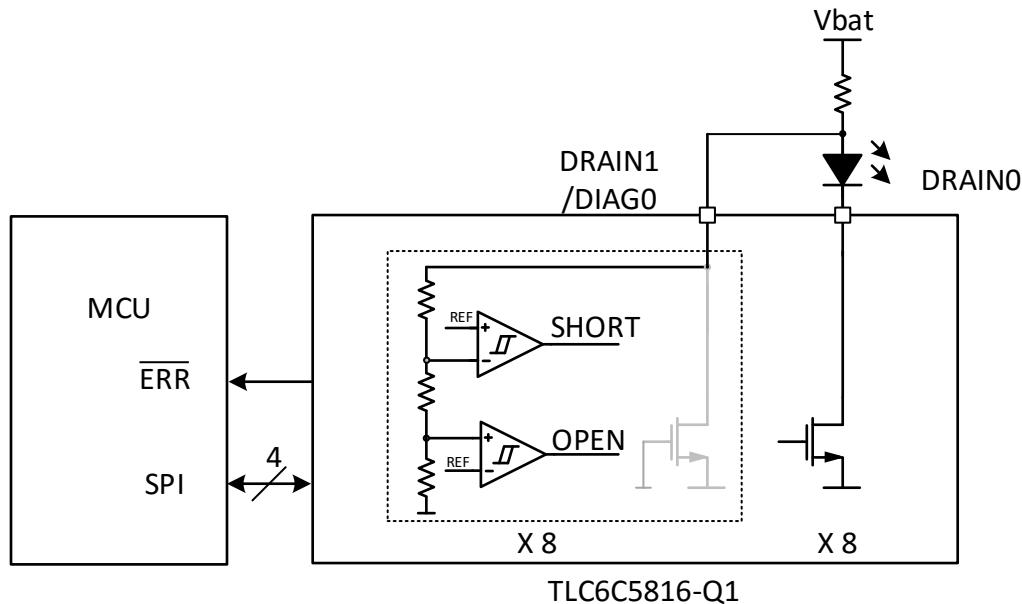 Vbat
DRAIN1
/DIAG0
DRAIN0
MCU
REF
+
SHORT
-
ERR
+
OPEN
REF
-
4
SPI
X 8
X 8
TLC6C5816-Q1